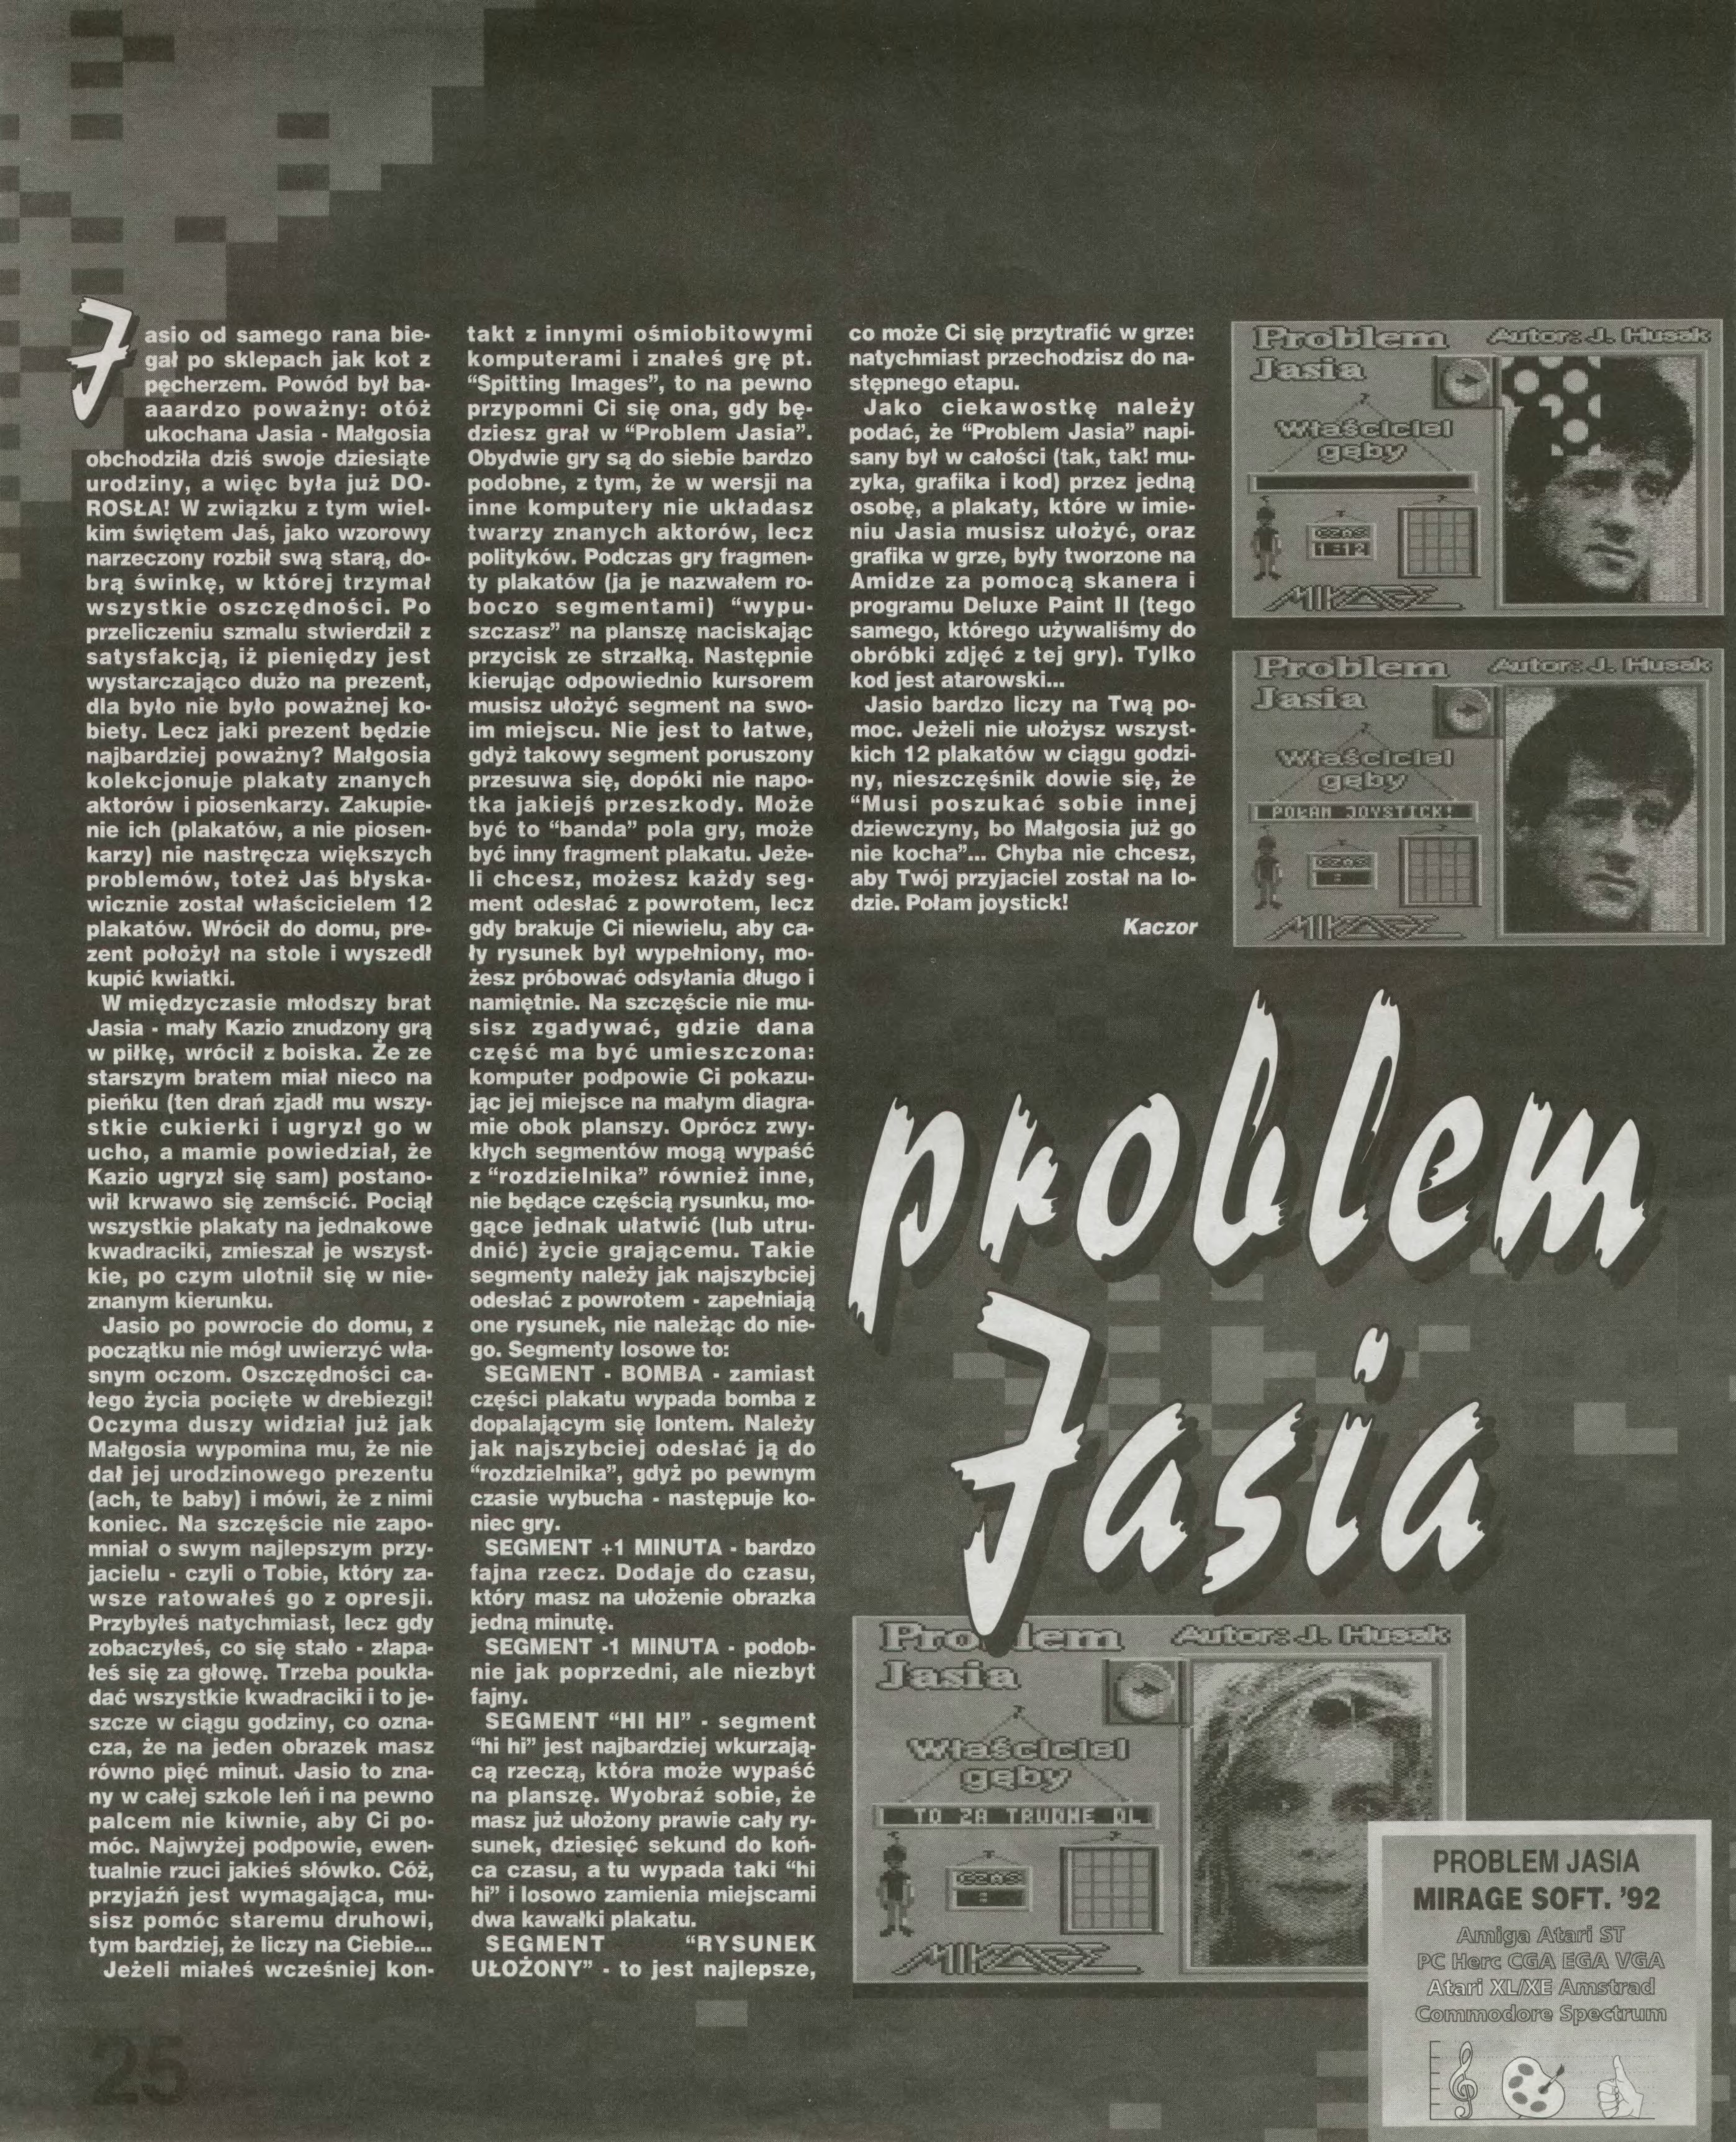 Jasio od samego rana bie-
gał po sklepach jak kot z
pęcherzem. Powód był ba-
aaardzo poważny: otóż
ukochana Jasia - Małgosia
obchodziła dziś swoje dziesiąte
urodziny, a więc była już DO-
ROSŁA! W związku z tym wiel-
kim świętem Jaś, jako wzorowy
narzeczony rozbił swą starą, do-
brą świnkę, w której trzymał
wszystkie oszczędności. Po
przeliczeniu szmalu stwierdził z
satysfakcją, iż pieniędzy jest
wystarczająco dużo na prezent,
dla było nie było poważnej ko-
biety. Lecz jaki prezent będzie
najbardziej poważny? Małgosia
kolekcjonuje plakaty znanych
aktorów i piosenkarzy. Zakupie-
nie ich (plakatów, a nie piosen-
karzy) nie nastręcza większych
problemów, toteż Jaś błyska-
wicznie został właścicielem 12
plakatów. Wrócił do domu, pre-
zent położył na stole i wyszedł
kupić kwiatki.
W międzyczasie młodszy brat
Jasia - mały Kazio znudzony grą
w piłkę, wrócił z boiska. Że ze
starszym bratem miał nieco na
pieńku (ten drań zjadł mu wszy-
stkie cukierki i ugryzł go w
ucho, a mamie powiedział, że
Kazio ugryzł się sam) postano-
wił krwawo się zemścić. Pociął
wszystkie plakaty na jednakowe
kwadraciki, zmieszał je wszyst-
kie, po czym ulotnił się w nie-
znanym kierunku.
Jasio po powrocie do domu, z
początku nie mógł uwierzyć wła-
snym oczom. Oszczędności ca-
łego życia pocięte w drebiezgi!
Oczyma duszy widział już jak
Małgosia wypomina mu, że nie
dał jej urodzinowego prezentu
(ach, te baby) i mówi, że z nimi
koniec. Na szczęście nie zapo-
mniał o swym najlepszym przy-
jacielu - czyli o Tobie, który za-
wsze ratowałeś go z opresji.
Przybyłeś natychmiast, lecz gdy
zobaczyłeś, co się stało - złapa-
łeś się za głowę. Trzeba poukła-
dać wszystkie kwadraciki i to je-
szcze w ciągu godziny, co ozna-
cza, że na jeden obrazek masz
równo pięć minut. Jasio to zna-
ny w całej szkole leń i na pewno
palcem nie kiwnie, aby Ci po-
móc. Najwyżej podpowie, ewen-
tualnie rzuci jakieś słówko. Cóż,
przyjaźń jest wymagająca, mu-
sisz pomóc staremu druhowi,
tym bardziej, że liczy na Ciebie...
Jeżeli miałeś wcześniej kon-
takt z innymi ośmiobitowymi
komputerami i znałeś grę pt.
“Spitting Images”, to na pewno
przypomni Ci się ona, gdy bę-
dziesz grał w “Problem Jasia”.
Obydwie gry są do siebie bardzo
podobne, z tym, że w wersji na
inne komputery nie układasz
twarzy znanych aktorów, lecz
polityków. Podczas gry fragmen-
ty plakatów (ja je nazwałem ro-
boczo segmentami) “wypu-
szczasz” na planszę naciskając
przycisk ze strzałką. Następnie
kierując odpowiednio kursorem
musisz ułożyć segment na swo-
im miejscu. Nie jest to łatwe,
gdyż takowy segment poruszony
przesuwa się, dopóki nie napo-
tka jakiejś przeszkody. Może
być to “banda” pola gry, może
być inny fragment plakatu. Jeże-
li chcesz, możesz każdy seg-
ment odesłać z powrotem, lecz
gdy brakuje Ci niewielu, aby ca-
ły rysunek był wypełniony, mo-
żesz próbować odsyłania długo i
namiętnie. Na szczęście nie mu-
sisz zgadywać, gdzie dana
część ma być umieszczona:
komputer podpowie Ci pokazu-
jąc jej miejsce na małym diagra-
mie obok planszy. Oprócz zwy-
kłych segmentów mogą wypaść
z “rozdzielnika” również inne,
nie będące częścią rysunku, mo-
gące jednak ułatwić (lub utru-
dnić) życie grającemu. Takie
segmenty należy jak najszybciej
odesłać z powrotem - zapełniają
one rysunek, nie należąc do nie-
go. Segmenty losowe to:
SEGMENT - BOMBA - zamiast
części plakatu wypada bomba z
dopalającym się lontem. Należy
jak najszybciej odesłać ją do
“rozdzielnika”, gdyż po pewnym
czasie wybucha - następuje ko-
niec gry.
SEGMENT +1 MINUTA - bardzo
fajna rzecz. Dodaje do czasu,
który masz na ułożenie obrazka
jedną minutę.
SEGMENT -1 MINUTA - podob-
nie jak poprzedni, ale niezbyt
fajny.
SEGMENT “HI HI” - segment
“hi hi” jest najbardziej wkurzają-
cą rzeczą, która może wypaść
na planszę. Wyobraź sobie, że
masz już ułożony prawie cały ry-
sunek, dziesięć sekund do koń-
ca czasu, a tu wypada taki “hi
hi” i losowo zamienia miejscami
dwa kawałki plakatu.
SEGMENT “RYSUNEK
UŁOŻONY” - to jest najlepsze,
co może Ci się przytrafić w grze:
natychmiast przechodzisz do na-
stępnego etapu.
Jako ciekawostkę należy
podać, że “Problem Jasia” napi-
sany był w całości (tak, tak! mu-
zyka, grafika i kod) przez jedną
osobę, a plakaty, które w imie-
niu Jasia musisz ułożyć, oraz
grafika w grze, były tworzone na
Amidze za pomocą skanera i
programu Deluxe Paint II (tego
samego, którego używaliśmy do
obróbki zdjęć z tej gry). Tylko
kod jest atarowski...
Jasio bardzo liczy na Twą po-
moc. Jeżeli nie ułożysz wszyst-
kich 12 plakatów w ciągu godzi-
ny, nieszczęśnik dowie się, że
“Musi poszukać sobie innej
dziewczyny, bo Małgosia już go
nie kocha”... Chyba nie chcesz,
aby Twój przyjaciel został na lo-
dzie. Połam joystick!
Kaczor
Problem Autor: J. Husak
Jasia
Właściciel
gęby
CZAS
1:12
MIRAGE
Problem Autor: J. Husak
Jasia
Właściciel
gęby
POŁAM JOYSTICK!
CZAS
:
MIRAGE
problem
Jasia
Problem Autor: J. Husak
Jasia
Właściciel
gęby
TO ZA TRUDNE DL
CZAS
:
MIRAGE
PROBLEM JASIA
MIRAGE SOFT. '92
Amiga Atari ST
PC Herc CGA EGA VGA
Atari XL/XE Amstrad
Commodore Spectrum
25